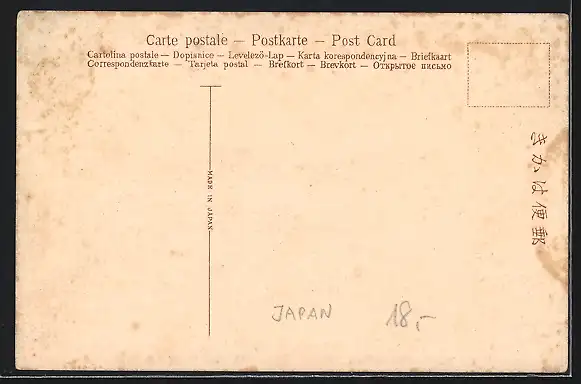 Carte postale — Postkarte — Post Card
Cartolina postale — Dopisnice — Levelező-Lap — Karta korespondencyjna — Briefkaart
Correspondenzkarte — Tarjeta postal — Brefkort — Brevkort — Открытое письмо
MADE IN JAPAN
きかは便郵
JAPAN 18,-